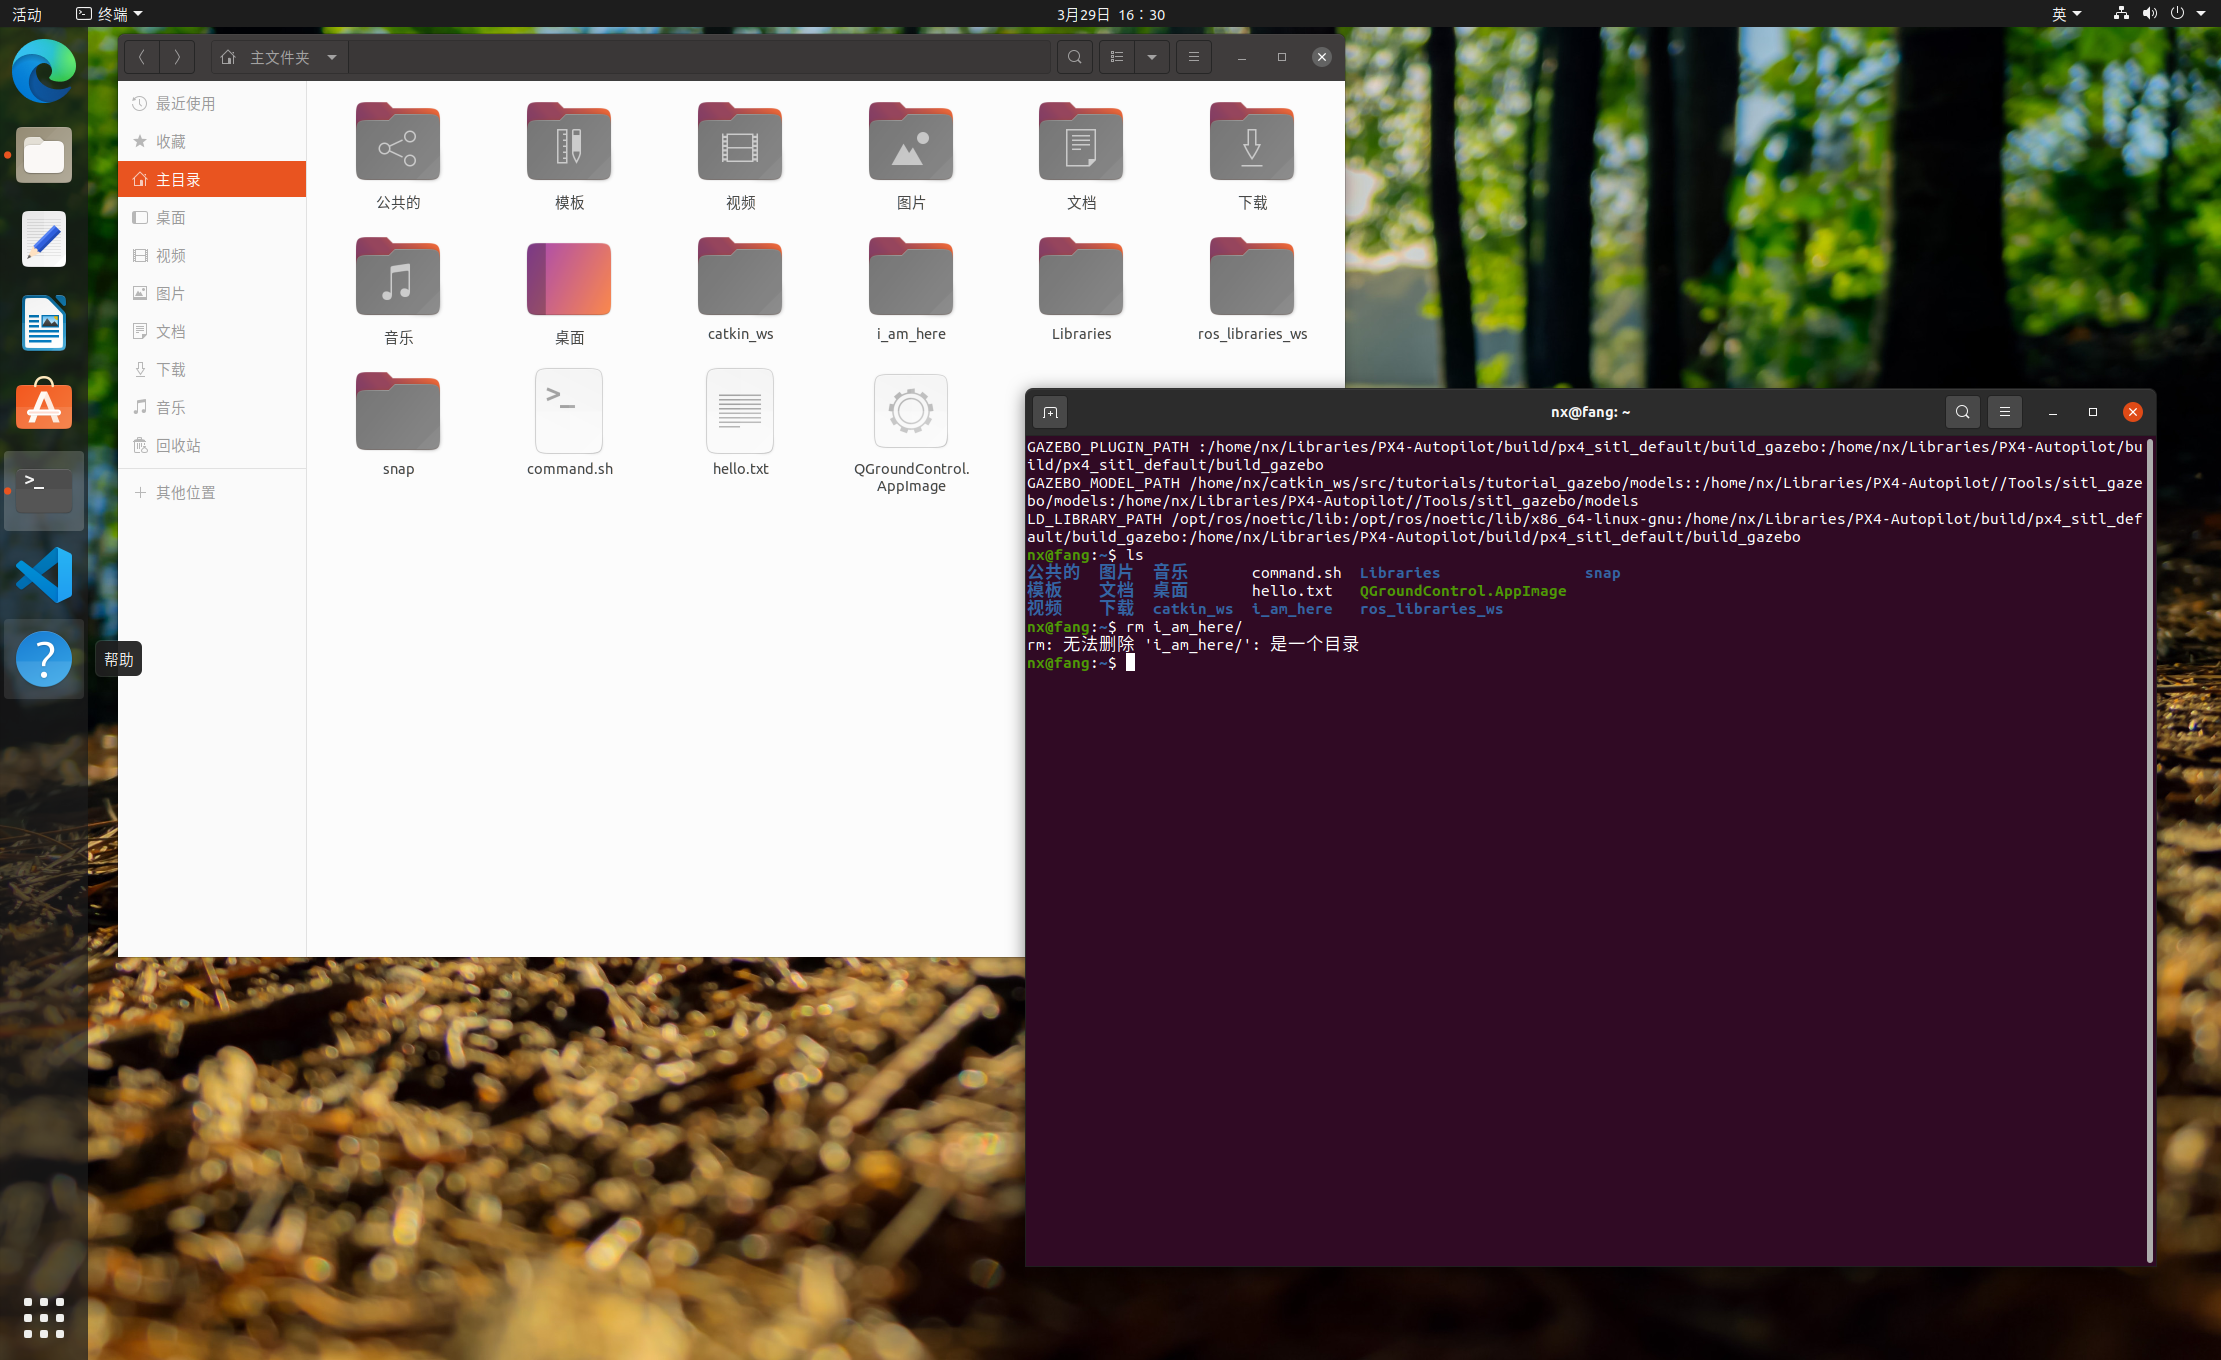 活动 终端 3月29日 16：30 英
主文件夹
最近使用
收藏
主目录
桌面
视频
图片
文档
下载
音乐
回收站
其他位置
公共的 模板 视频 图片 文档 下载
音乐 桌面 catkin_ws i_am_here Libraries ros_libraries_ws
snap command.sh hello.txt QGroundControl.
AppImage
帮助
nx@fang: ~
GAZEBO_PLUGIN_PATH :/home/nx/Libraries/PX4-Autopilot/build/px4_sitl_default/build_gazebo:/home/nx/Libraries/PX4-Autopilot/bu
ild/px4_sitl_default/build_gazebo
GAZEBO_MODEL_PATH /home/nx/catkin_ws/src/tutorials/tutorial_gazebo/models::/home/nx/Libraries/PX4-Autopilot//Tools/sitl_gaze
bo/models:/home/nx/Libraries/PX4-Autopilot//Tools/sitl_gazebo/models
LD_LIBRARY_PATH /opt/ros/noetic/lib:/opt/ros/noetic/lib/x86_64-linux-gnu:/home/nx/Libraries/PX4-Autopilot/build/px4_sitl_def
ault/build_gazebo:/home/nx/Libraries/PX4-Autopilot/build/px4_sitl_default/build_gazebo
nx@fang:~$ ls
公共的 图片 音乐 command.sh Libraries snap
模板 文档 桌面 hello.txt QGroundControl.AppImage
视频 下载 catkin_ws i_am_here ros_libraries_ws
nx@fang:~$ rm i_am_here/
rm: 无法删除 'i_am_here/': 是一个目录
nx@fang:~$